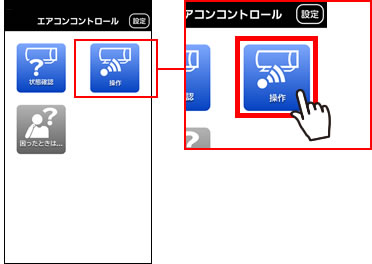 エアコンコントロール 設定
状態確認 操作
困ったときは...
アコンコントロール 設定
認 操作